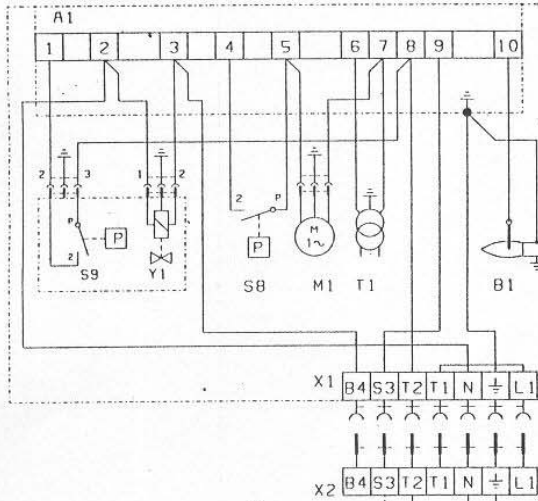 A1
1 2 3 4 5 6 7 8 9 10
2 3 1 2
P 2 P
M 1~
P 2 P
S9 Y1 S8 M1 T1 B1
X1 B4 S3 T2 T1 N L1
X2 B4 S3 T2 T1 N L1